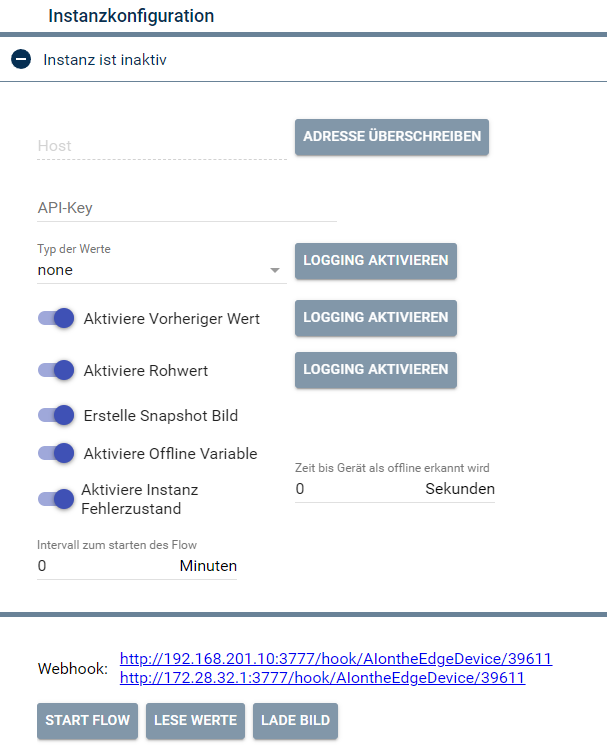 Instanzkonfiguration
Instanz ist inaktiv
Host
ADRESSE ÜBERSCHREIBEN
API-Key
Typ der Werte
none
LOGGING AKTIVIEREN
Aktiviere Vorheriger Wert
LOGGING AKTIVIEREN
Aktiviere Rohwert
LOGGING AKTIVIEREN
Erstelle Snapshot Bild
Aktiviere Offline Variable
Aktiviere Instanz
Fehlerzustand
Zeit bis Gerät als offline erkannt wird
0 Sekunden
Intervall zum starten des Flow
0 Minuten
Webhook:
http://192.168.201.10:3777/hook/AIontheEdgeDevice/39611
http://172.28.32.1:3777/hook/AIontheEdgeDevice/39611
START FLOW
LESE WERTE
LADE BILD